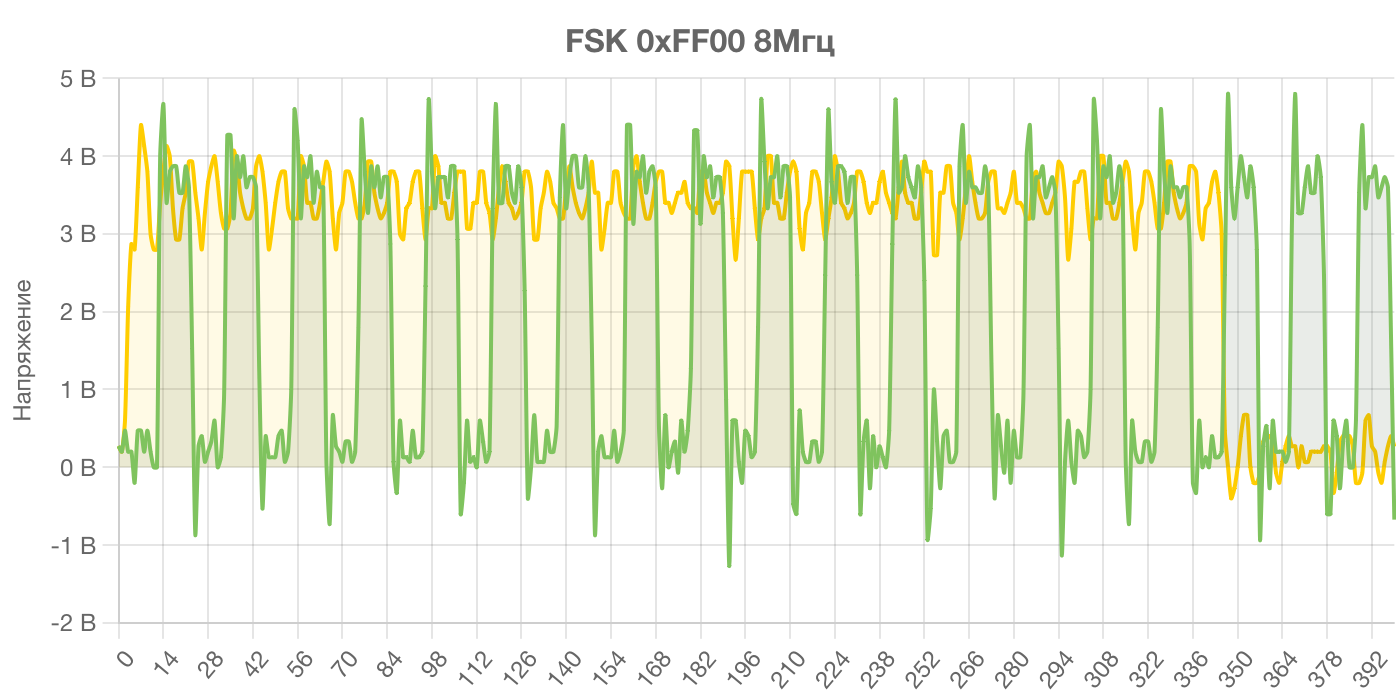 FSK 0xFF00 8Мгц
5 В
4 В
3 В
2 В
1 В
0 В
-1 В
-2 В
Напряжение
0 14 28 42 56 70 84 98 112 126 140 154 168 182 196 210 224 238 252 266 280 294 308 322 336 350 364 378 392